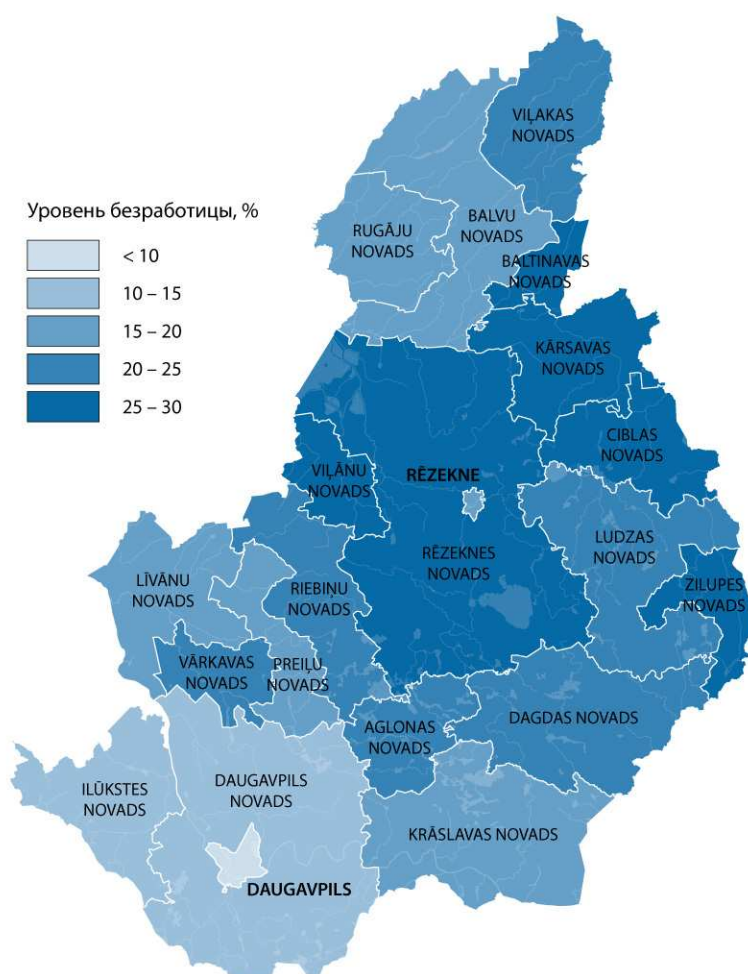 VIĻAKAS
NOVADS
Уровень безработицы, %
< 10
10 – 15
15 – 20
20 – 25
25 – 30
RUGĀJU
NOVADS
BALVU
NOVADS
BALTINAVAS
NOVADS
KĀRSAVAS
NOVADS
CIBLAS
NOVADS
VIĻĀNU
NOVADS
RĒZEKNE
RĒZEKNES
NOVADS
LUDZAS
NOVADS
ZILUPES
NOVADS
LĪVĀNU
NOVADS
RIEBIŅU
NOVADS
VĀRKAVAS
NOVADS
PREIĻU
NOVADS
AGLONAS
NOVADS
DAGDAS NOVADS
ILŪKSTES
NOVADS
DAUGAVPILS
NOVADS
KRĀSLAVAS NOVADS
DAUGAVPILS